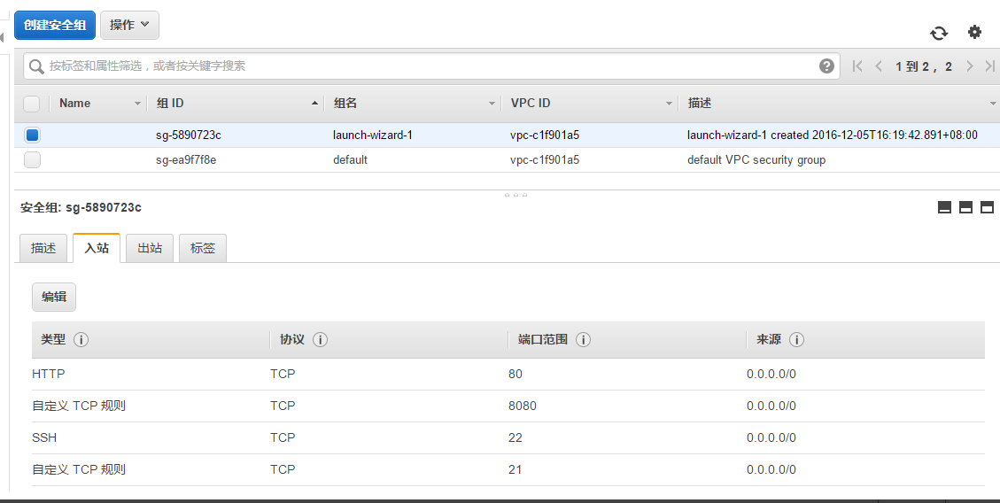 创建安全组 操作
按标签和属性筛选，或者按关键字搜索 ? 1 到 2 ，2
Name 组 ID 组名 VPC ID 描述
sg-5890723c launch-wizard-1 vpc-c1f901a5 launch-wizard-1 created 2016-12-05T16:19:42.891+08:00
sg-ea9f7f8e default vpc-c1f901a5 default VPC security group
安全组: sg-5890723c
描述 入站 出站 标签
编辑
类型 i 协议 i 端口范围 i 来源 i
HTTP TCP 80 0.0.0.0/0
自定义 TCP 规则 TCP 8080 0.0.0.0/0
SSH TCP 22 0.0.0.0/0
自定义 TCP 规则 TCP 21 0.0.0.0/0